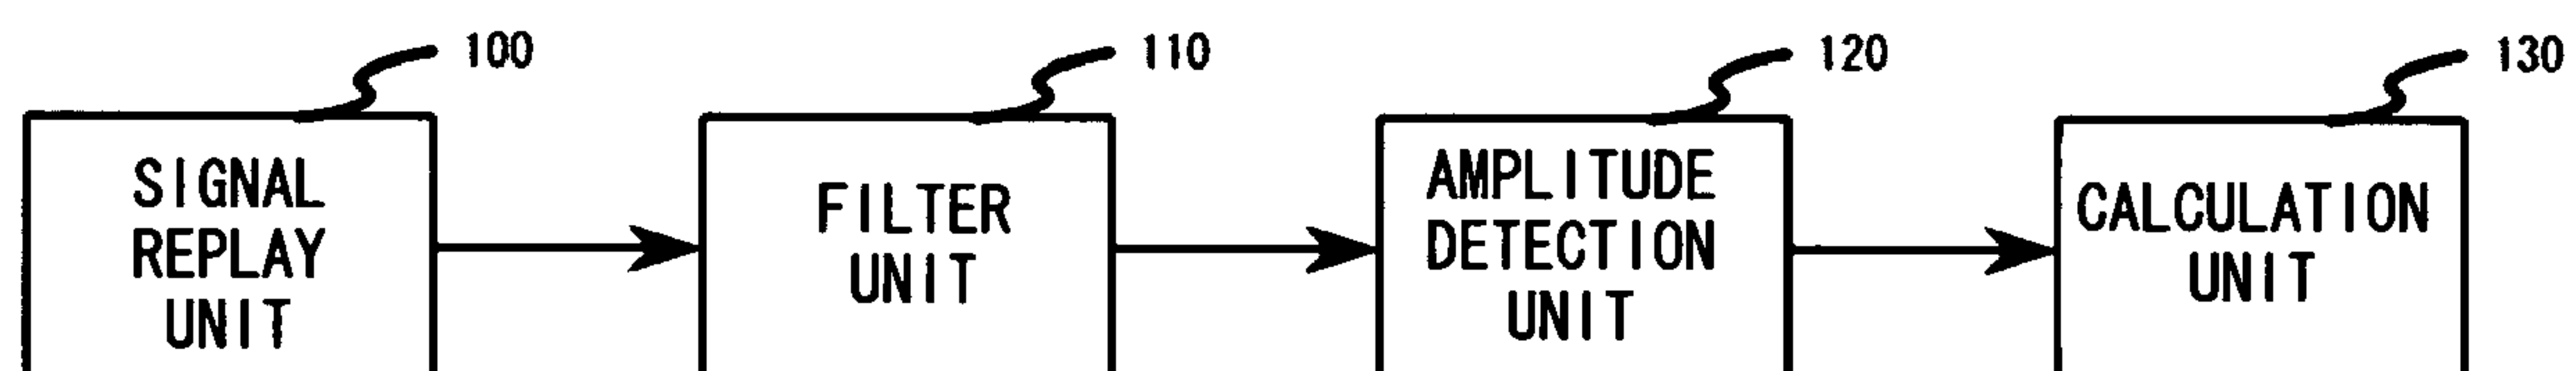 100
110
120
130
SIGNAL
REPLAY
UNIT
FILTER
UNIT
AMPLITUDE
DETECTION
UNIT
CALCULATION
UNIT